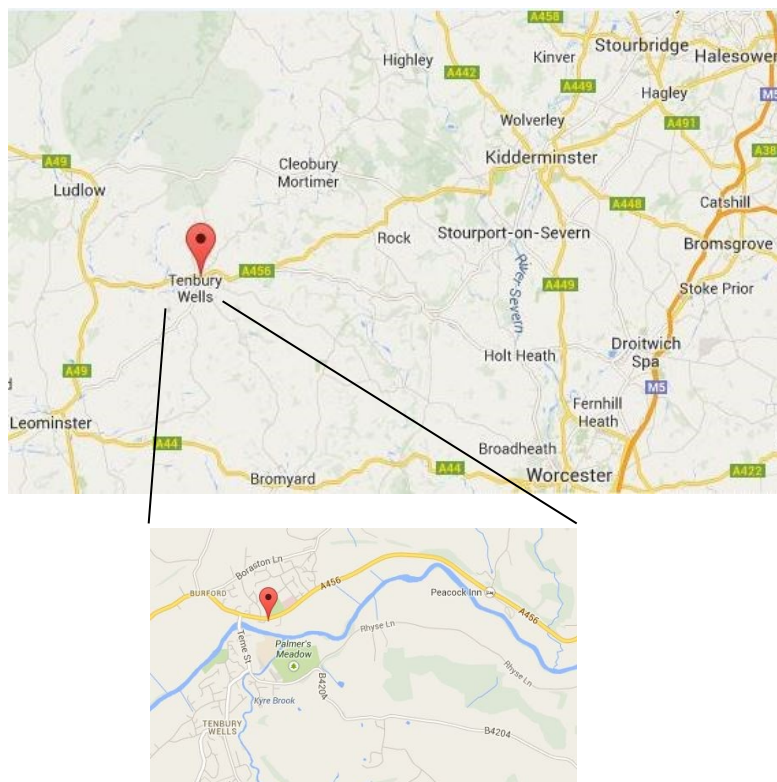 A458
Stourbridge
Halesowen
Highley
Kinver
A442
A449
Hagley
M5
Wolverley
A491
A38
A49
Cleobury
Mortimer
Kidderminster
Ludlow
A448
Catshill
Rock
Stourport-on-Severn
Bromsgrove
River Severn
A456
Tenbury
Wells
A449
Stoke Prior
Holt Heath
Droitwich
Spa
A49
M5
d
Leominster
Fernhill
Heath
A44
Broadheath
Bromyard
A44
Worcester
A422
Boraston Ln
BURFORD
A456
Peacock Inn
A456
Teme St
Rhyse Ln
Palmer's
Meadow
Rhyse Ln
B4204
Kyre Brook
TENBURY
WELLS
B4204